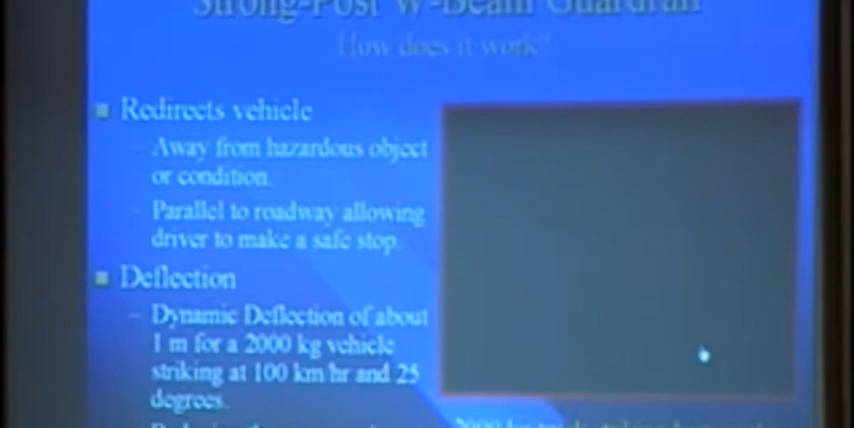 Strong-Post W-Beam Guardrail
How does it work?
Redirects vehicle
– Away from hazardous object
or condition.
– Parallel to roadway allowing
driver to make a safe stop.
Deflection
– Dynamic Deflection of about
1 m for a 2000 kg vehicle
striking at 100 km/hr and 25
degrees.